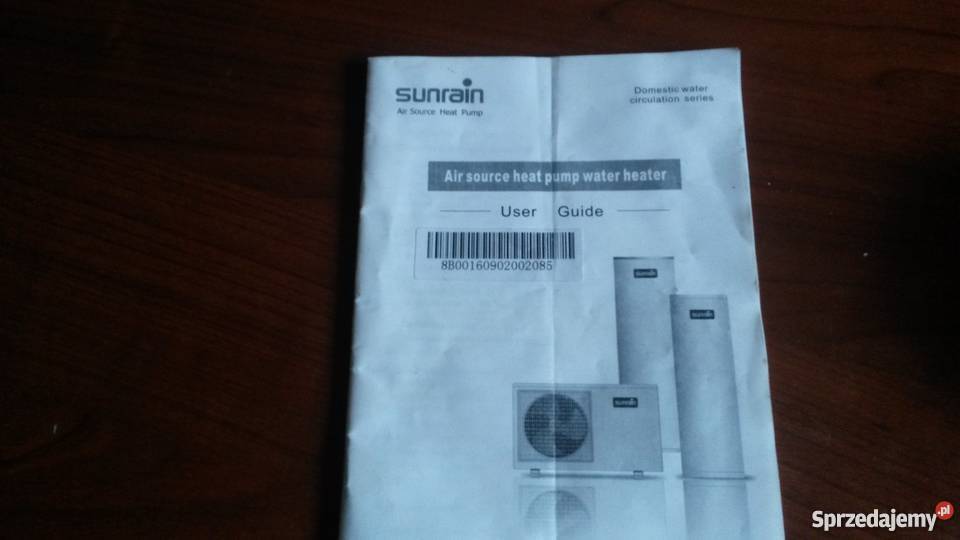 sunrain
Air Source Heat Pump
Domestic water
circulation series
Air source heat pump water heater
User Guide
8B00160902002085
sunrain
sunrain
sunrain
Sprzedajemy.pl